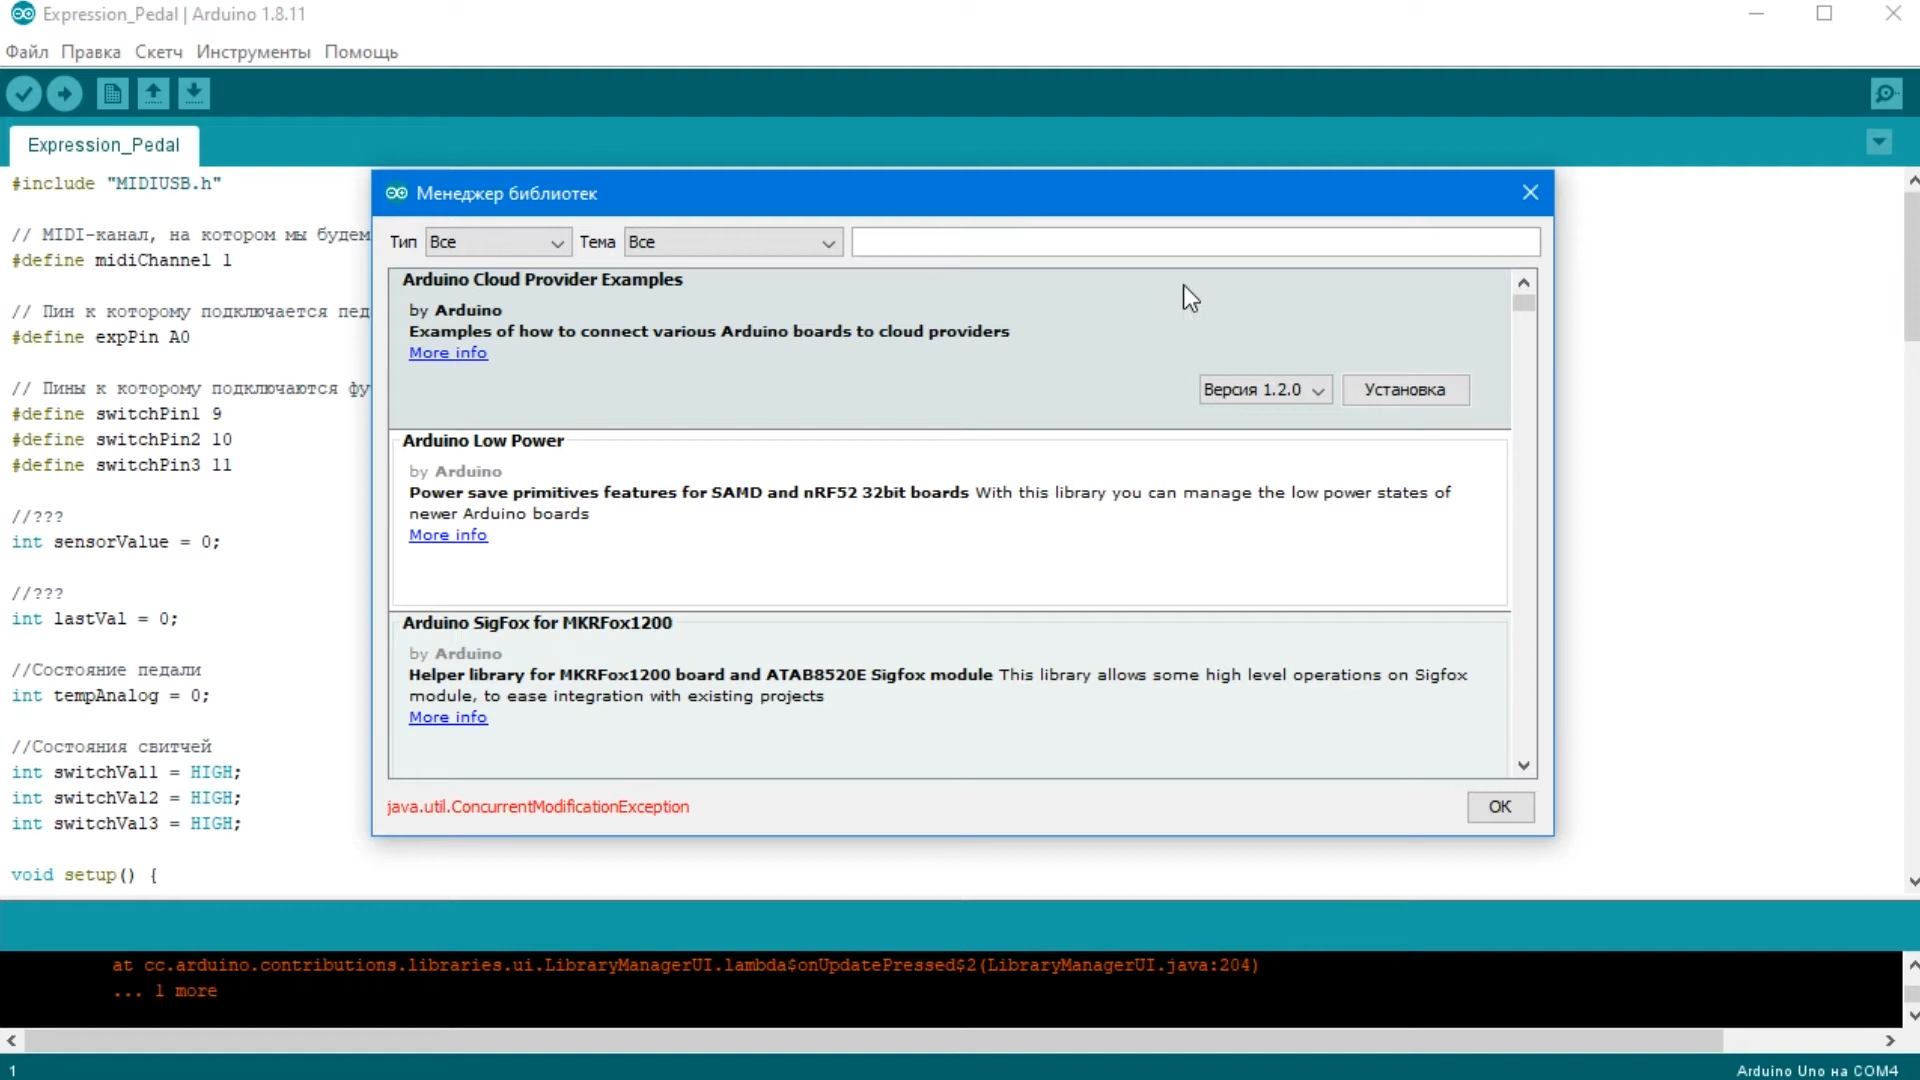 Expression_Pedal | Arduino 1.8.11
Файл Правка Скетч Инструменты Помощь
Expression_Pedal
#include "MIDIUSB.h"
// MIDI-канал, на котором мы будем
#define midiChannel 1
// Пин к которому подключается пед
#define expPin A0
// Пины к которому подключаются фу
#define switchPin1 9
#define switchPin2 10
#define switchPin3 11
//???
int sensorValue = 0;
//???
int lastVal = 0;
//Состояние педали
int tempAnalog = 0;
//Состояния свитчей
int switchVal1 = HIGH;
int switchVal2 = HIGH;
int switchVal3 = HIGH;
void setup() {
Менеджер библиотек
Тип Все Тема Все
Arduino Cloud Provider Examples
by Arduino
Examples of how to connect various Arduino boards to cloud providers
More info
Версия 1.2.0 Установка
Arduino Low Power
by Arduino
Power save primitives features for SAMD and nRF52 32bit boards With this library you can manage the low power states of
newer Arduino boards
More info
Arduino SigFox for MKRFox1200
by Arduino
Helper library for MKRFox1200 board and ATAB8520E Sigfox module This library allows some high level operations on Sigfox
module, to ease integration with existing projects
More info
java.util.ConcurrentModificationException
OK
at cc.arduino.contributions.libraries.ui.LibraryManagerUI.lambda$onUpdatePressed$2(LibraryManagerUI.java:204)
... 1 more
1
Arduino Uno на COM4